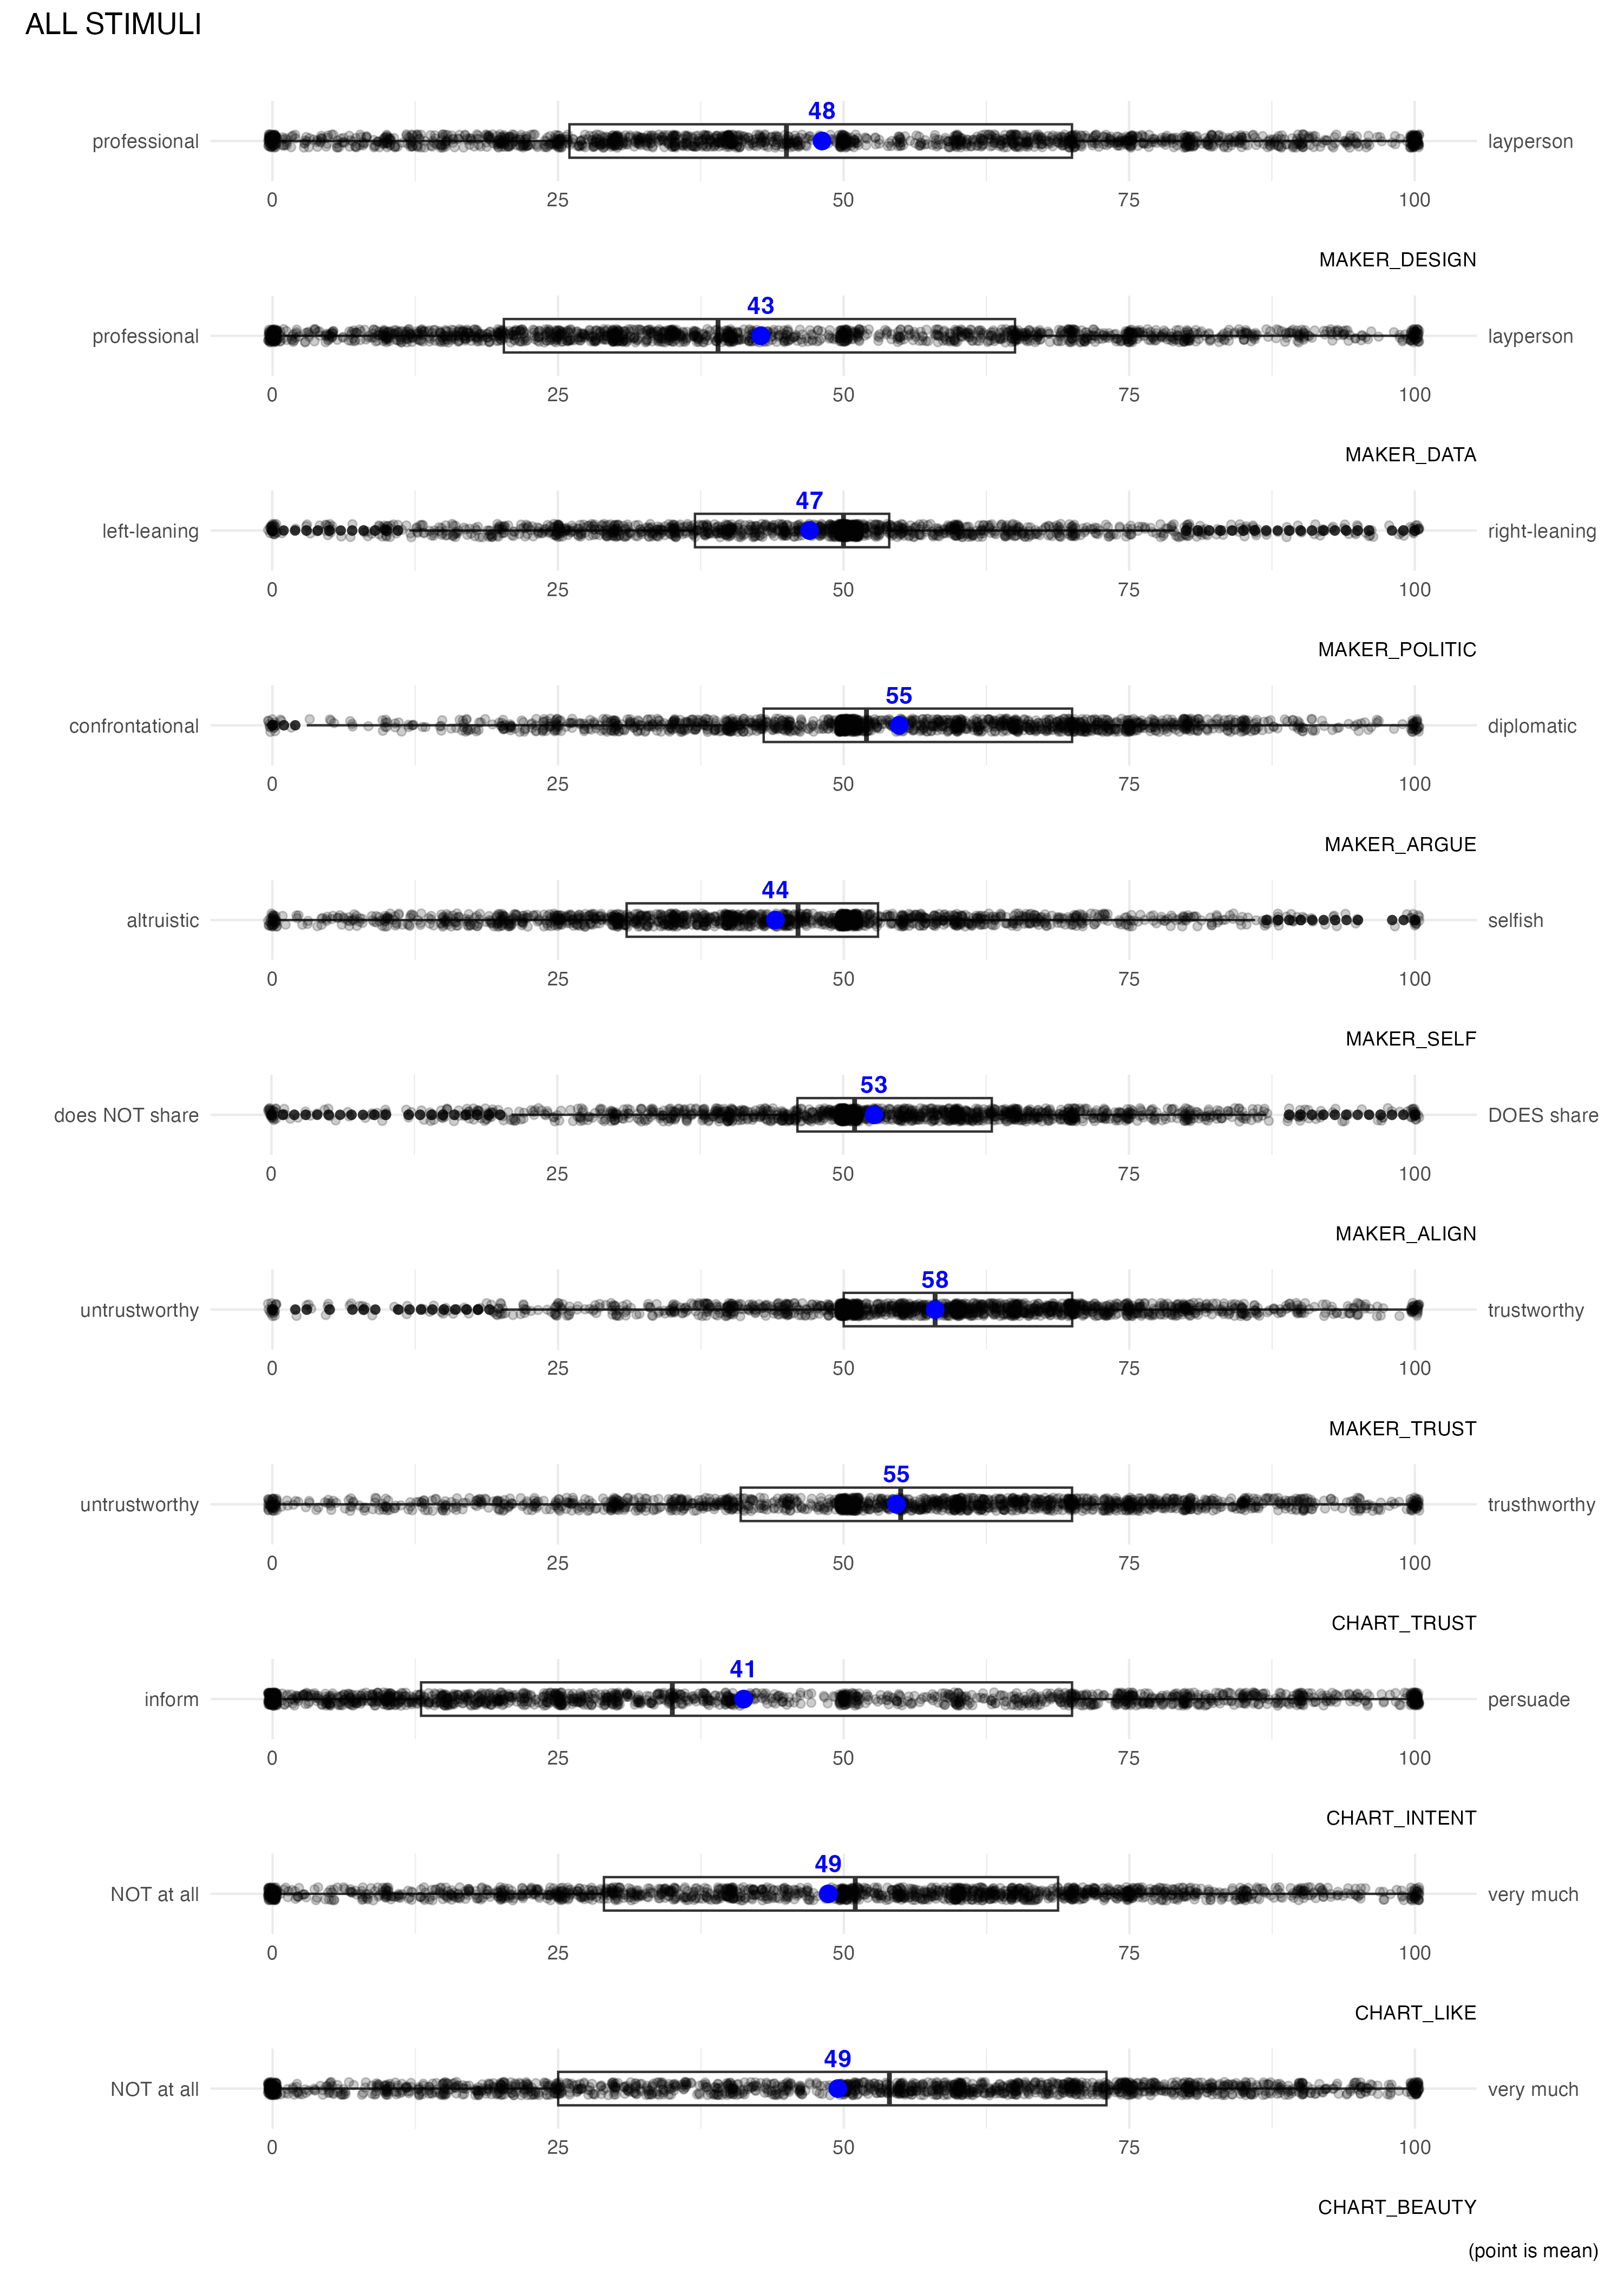 ALL STIMULI
48
professional layperson
0 25 50 75 100
MAKER_DESIGN
43
professional layperson
0 25 50 75 100
MAKER_DATA
47
left-leaning right-leaning
0 25 50 75 100
MAKER_POLITIC
55
confrontational diplomatic
0 25 50 75 100
MAKER_ARGUE
44
altruistic selfish
0 25 50 75 100
MAKER_SELF
53
does NOT share DOES share
0 25 50 75 100
MAKER_ALIGN
58
untrustworthy trustworthy
0 25 50 75 100
MAKER_TRUST
55
untrustworthy trusthworthy
0 25 50 75 100
CHART_TRUST
41
inform persuade
0 25 50 75 100
CHART_INTENT
49
NOT at all very much
0 25 50 75 100
CHART_LIKE
49
NOT at all very much
0 25 50 75 100
CHART_BEAUTY
(point is mean)